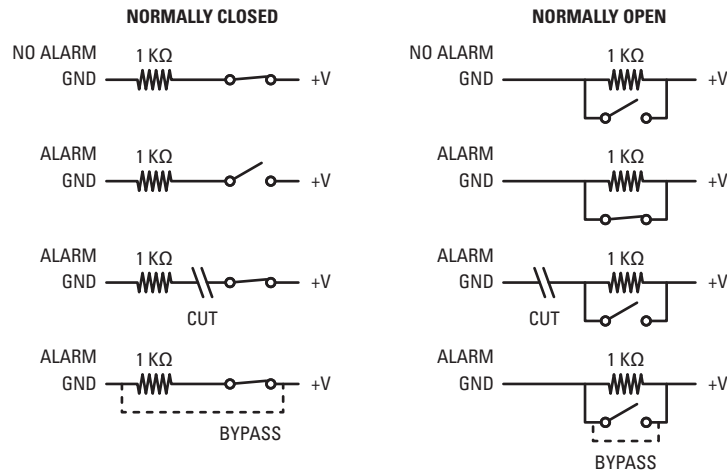 NORMALLY CLOSED
NO ALARM
1 KΩ
GND
+V
ALARM
1 KΩ
GND
+V
ALARM
1 KΩ
GND
+V
CUT
ALARM
1 KΩ
GND
+V
BYPASS
NORMALLY OPEN
NO ALARM
1 KΩ
GND
+V
ALARM
1 KΩ
GND
+V
ALARM
1 KΩ
GND
+V
CUT
ALARM
1 KΩ
GND
+V
BYPASS